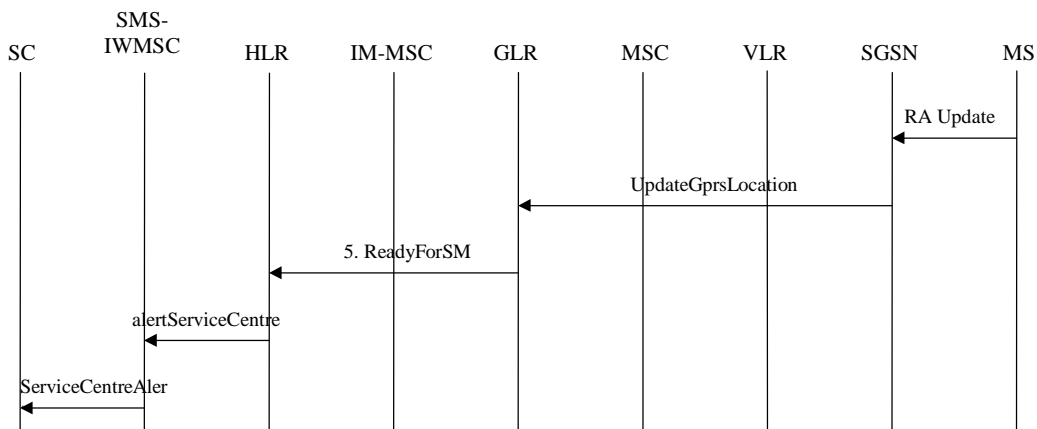 SC
SMS-
IWMSC
HLR
IM-MSC
GLR
MSC
VLR
SGSN
MS
RA Update
UpdateGprsLocation
5. ReadyForSM
alertServiceCentre
ServiceCentreAler